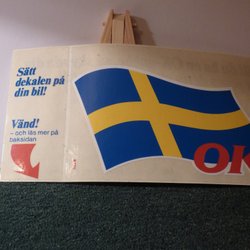 Sätt
dekalen på
din bil!
Vänd!
– och läs mer på
baksidan
OK